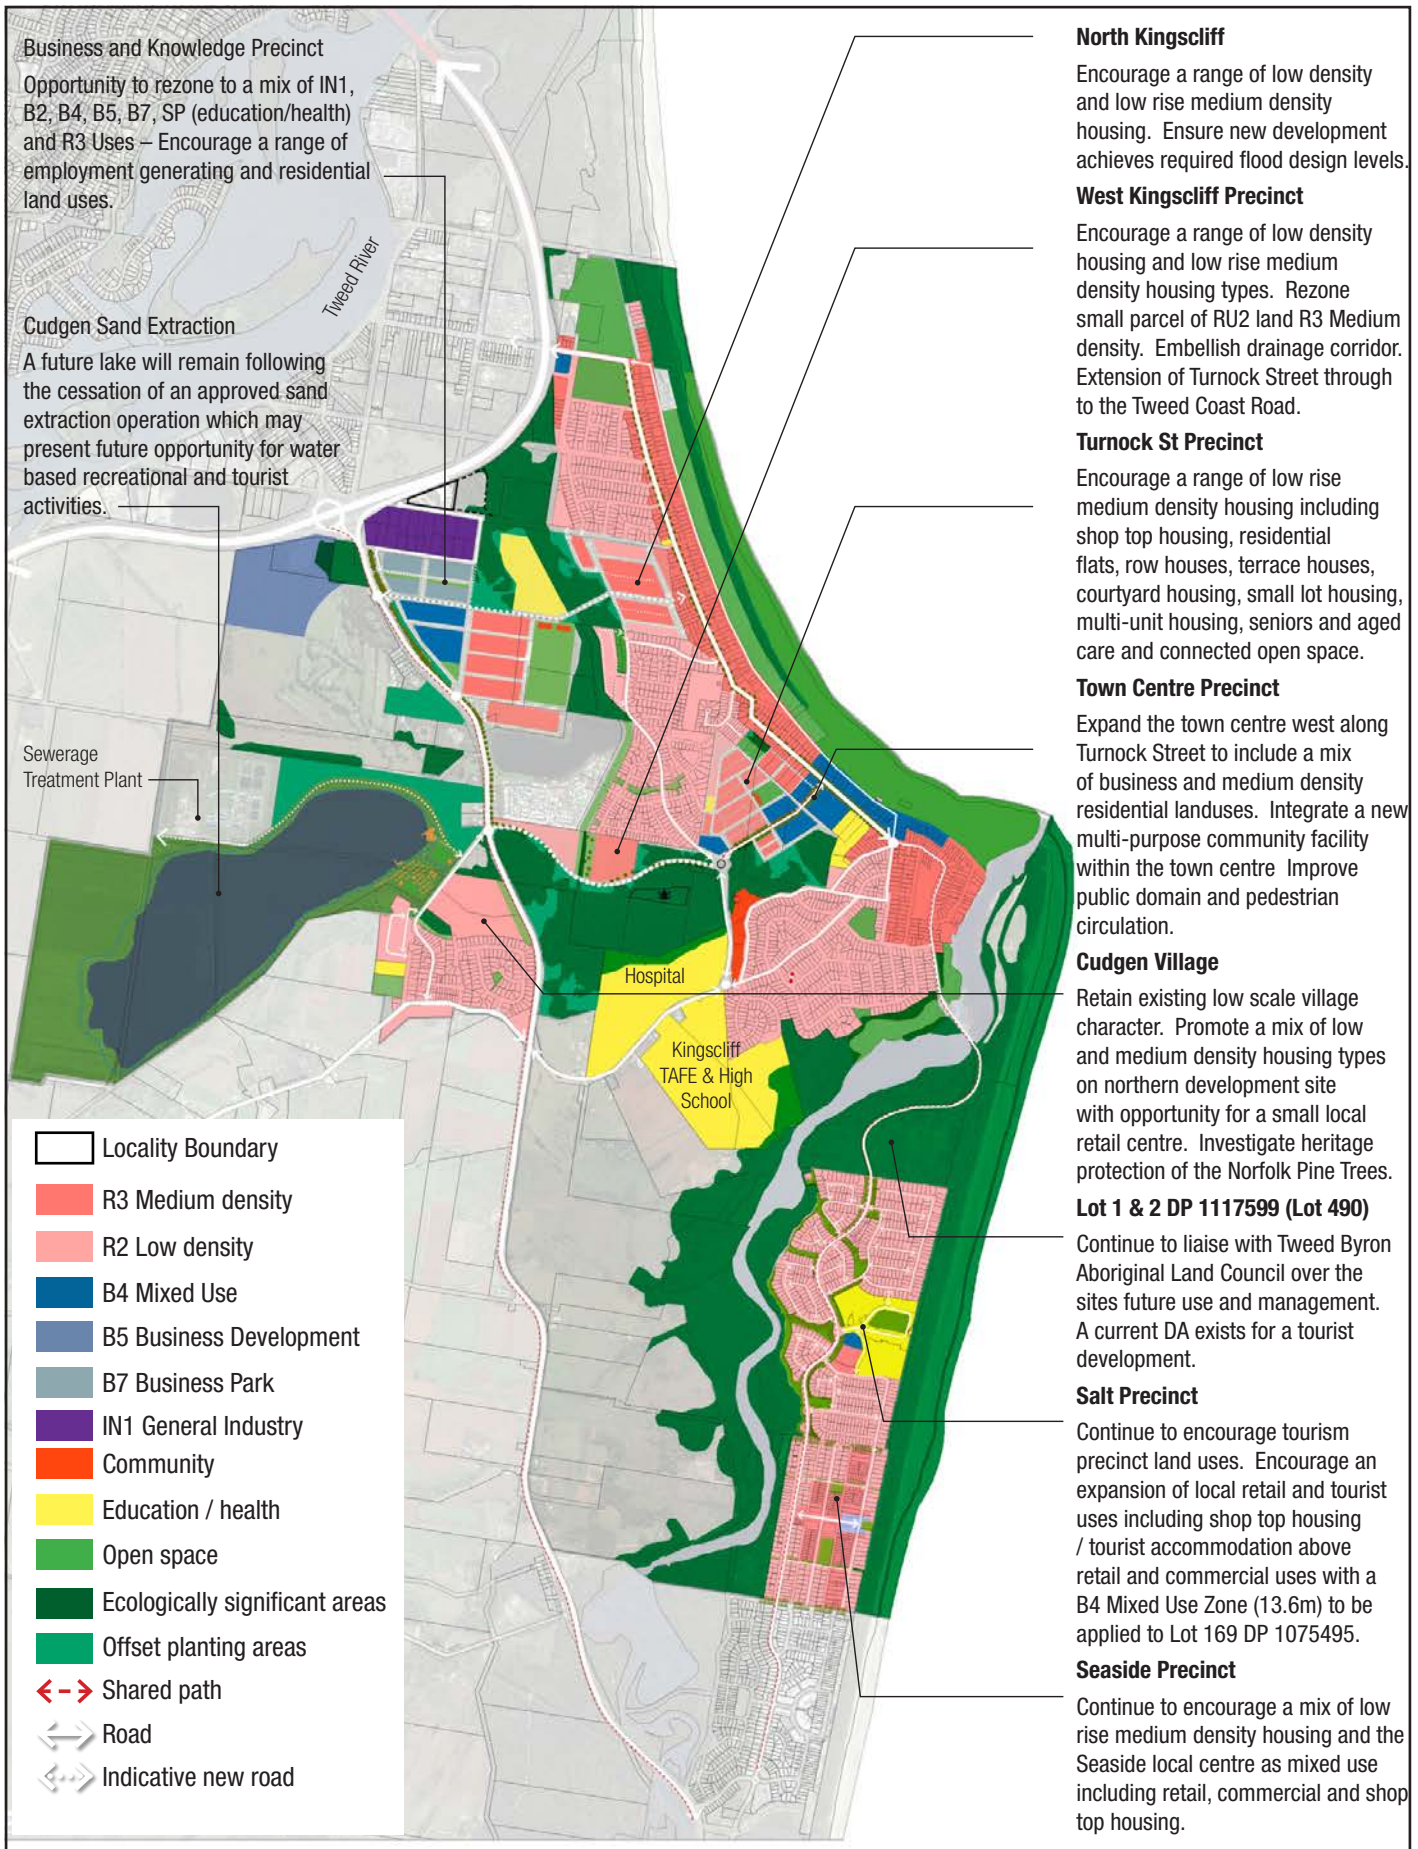 Business and Knowledge Precinct
Opportunity to rezone to a mix of IN1,
B2, B4, B5, B7, SP (education/health)
and R3 Uses – Encourage a range of
employment generating and residential
land uses.
Tweed River
Cudgen Sand Extraction
A future lake will remain following
the cessation of an approved sand
extraction operation which may
present future opportunity for water
based recreational and tourist
activities.
Sewerage
Treatment Plant
Hospital
Kingscliff
TAFE & High
School
Locality Boundary
R3 Medium density
R2 Low density
B4 Mixed Use
B5 Business Development
B7 Business Park
IN1 General Industry
Community
Education / health
Open space
Ecologically significant areas
Offset planting areas
Shared path
Road
Indicative new road
North Kingscliff
Encourage a range of low density
and low rise medium density
housing. Ensure new development
achieves required flood design levels.
West Kingscliff Precinct
Encourage a range of low density
housing and low rise medium
density housing types. Rezone
small parcel of RU2 land R3 Medium
density. Embellish drainage corridor.
Extension of Turnock Street through
to the Tweed Coast Road.
Turnock St Precinct
Encourage a range of low rise
medium density housing including
shop top housing, residential
flats, row houses, terrace houses,
courtyard housing, small lot housing,
multi-unit housing, seniors and aged
care and connected open space.
Town Centre Precinct
Expand the town centre west along
Turnock Street to include a mix
of business and medium density
residential landuses. Integrate a new
multi-purpose community facility
within the town centre Improve
public domain and pedestrian
circulation.
Cudgen Village
Retain existing low scale village
character. Promote a mix of low
and medium density housing types
on northern development site
with opportunity for a small local
retail centre. Investigate heritage
protection of the Norfolk Pine Trees.
Lot 1 & 2 DP 1117599 (Lot 490)
Continue to liaise with Tweed Byron
Aboriginal Land Council over the
sites future use and management.
A current DA exists for a tourist
development.
Salt Precinct
Continue to encourage tourism
precinct land uses. Encourage an
expansion of local retail and tourist
uses including shop top housing
/ tourist accommodation above
retail and commercial uses with a
B4 Mixed Use Zone (13.6m) to be
applied to Lot 169 DP 1075495.
Seaside Precinct
Continue to encourage a mix of low
rise medium density housing and the
Seaside local centre as mixed use
including retail, commercial and shop
top housing.